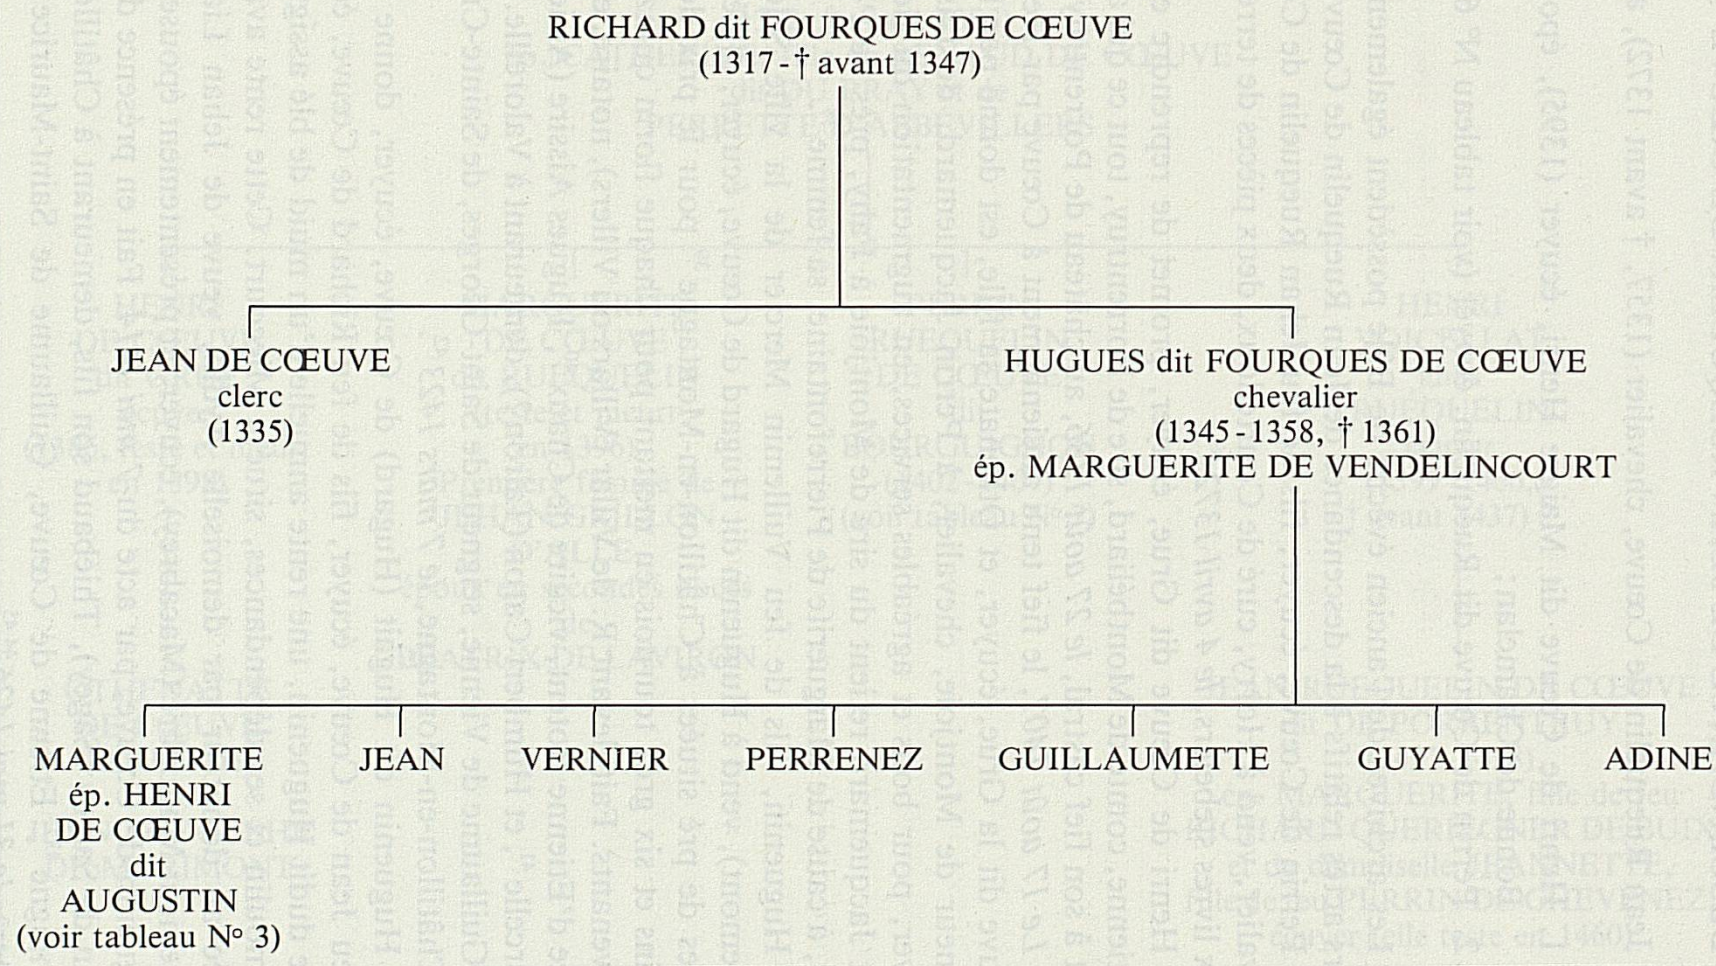 RICHARD dit FOURQUES DE CŒUVE
(1317-† avant 1347)
JEAN DE CŒUVE
clerc
(1335)
HUGUES dit FOURQUES DE CŒUVE
chevalier
(1345-1358, † 1361)
ép. MARGUERITE DE VENDELINCOURT
MARGUERITE
ép. HENRI
DE CŒUVE
dit
AUGUSTIN
(voir tableau N° 3)
JEAN
VERNIER
PERRENEZ
GUILLAUMETTE
GUYATTE
ADINE